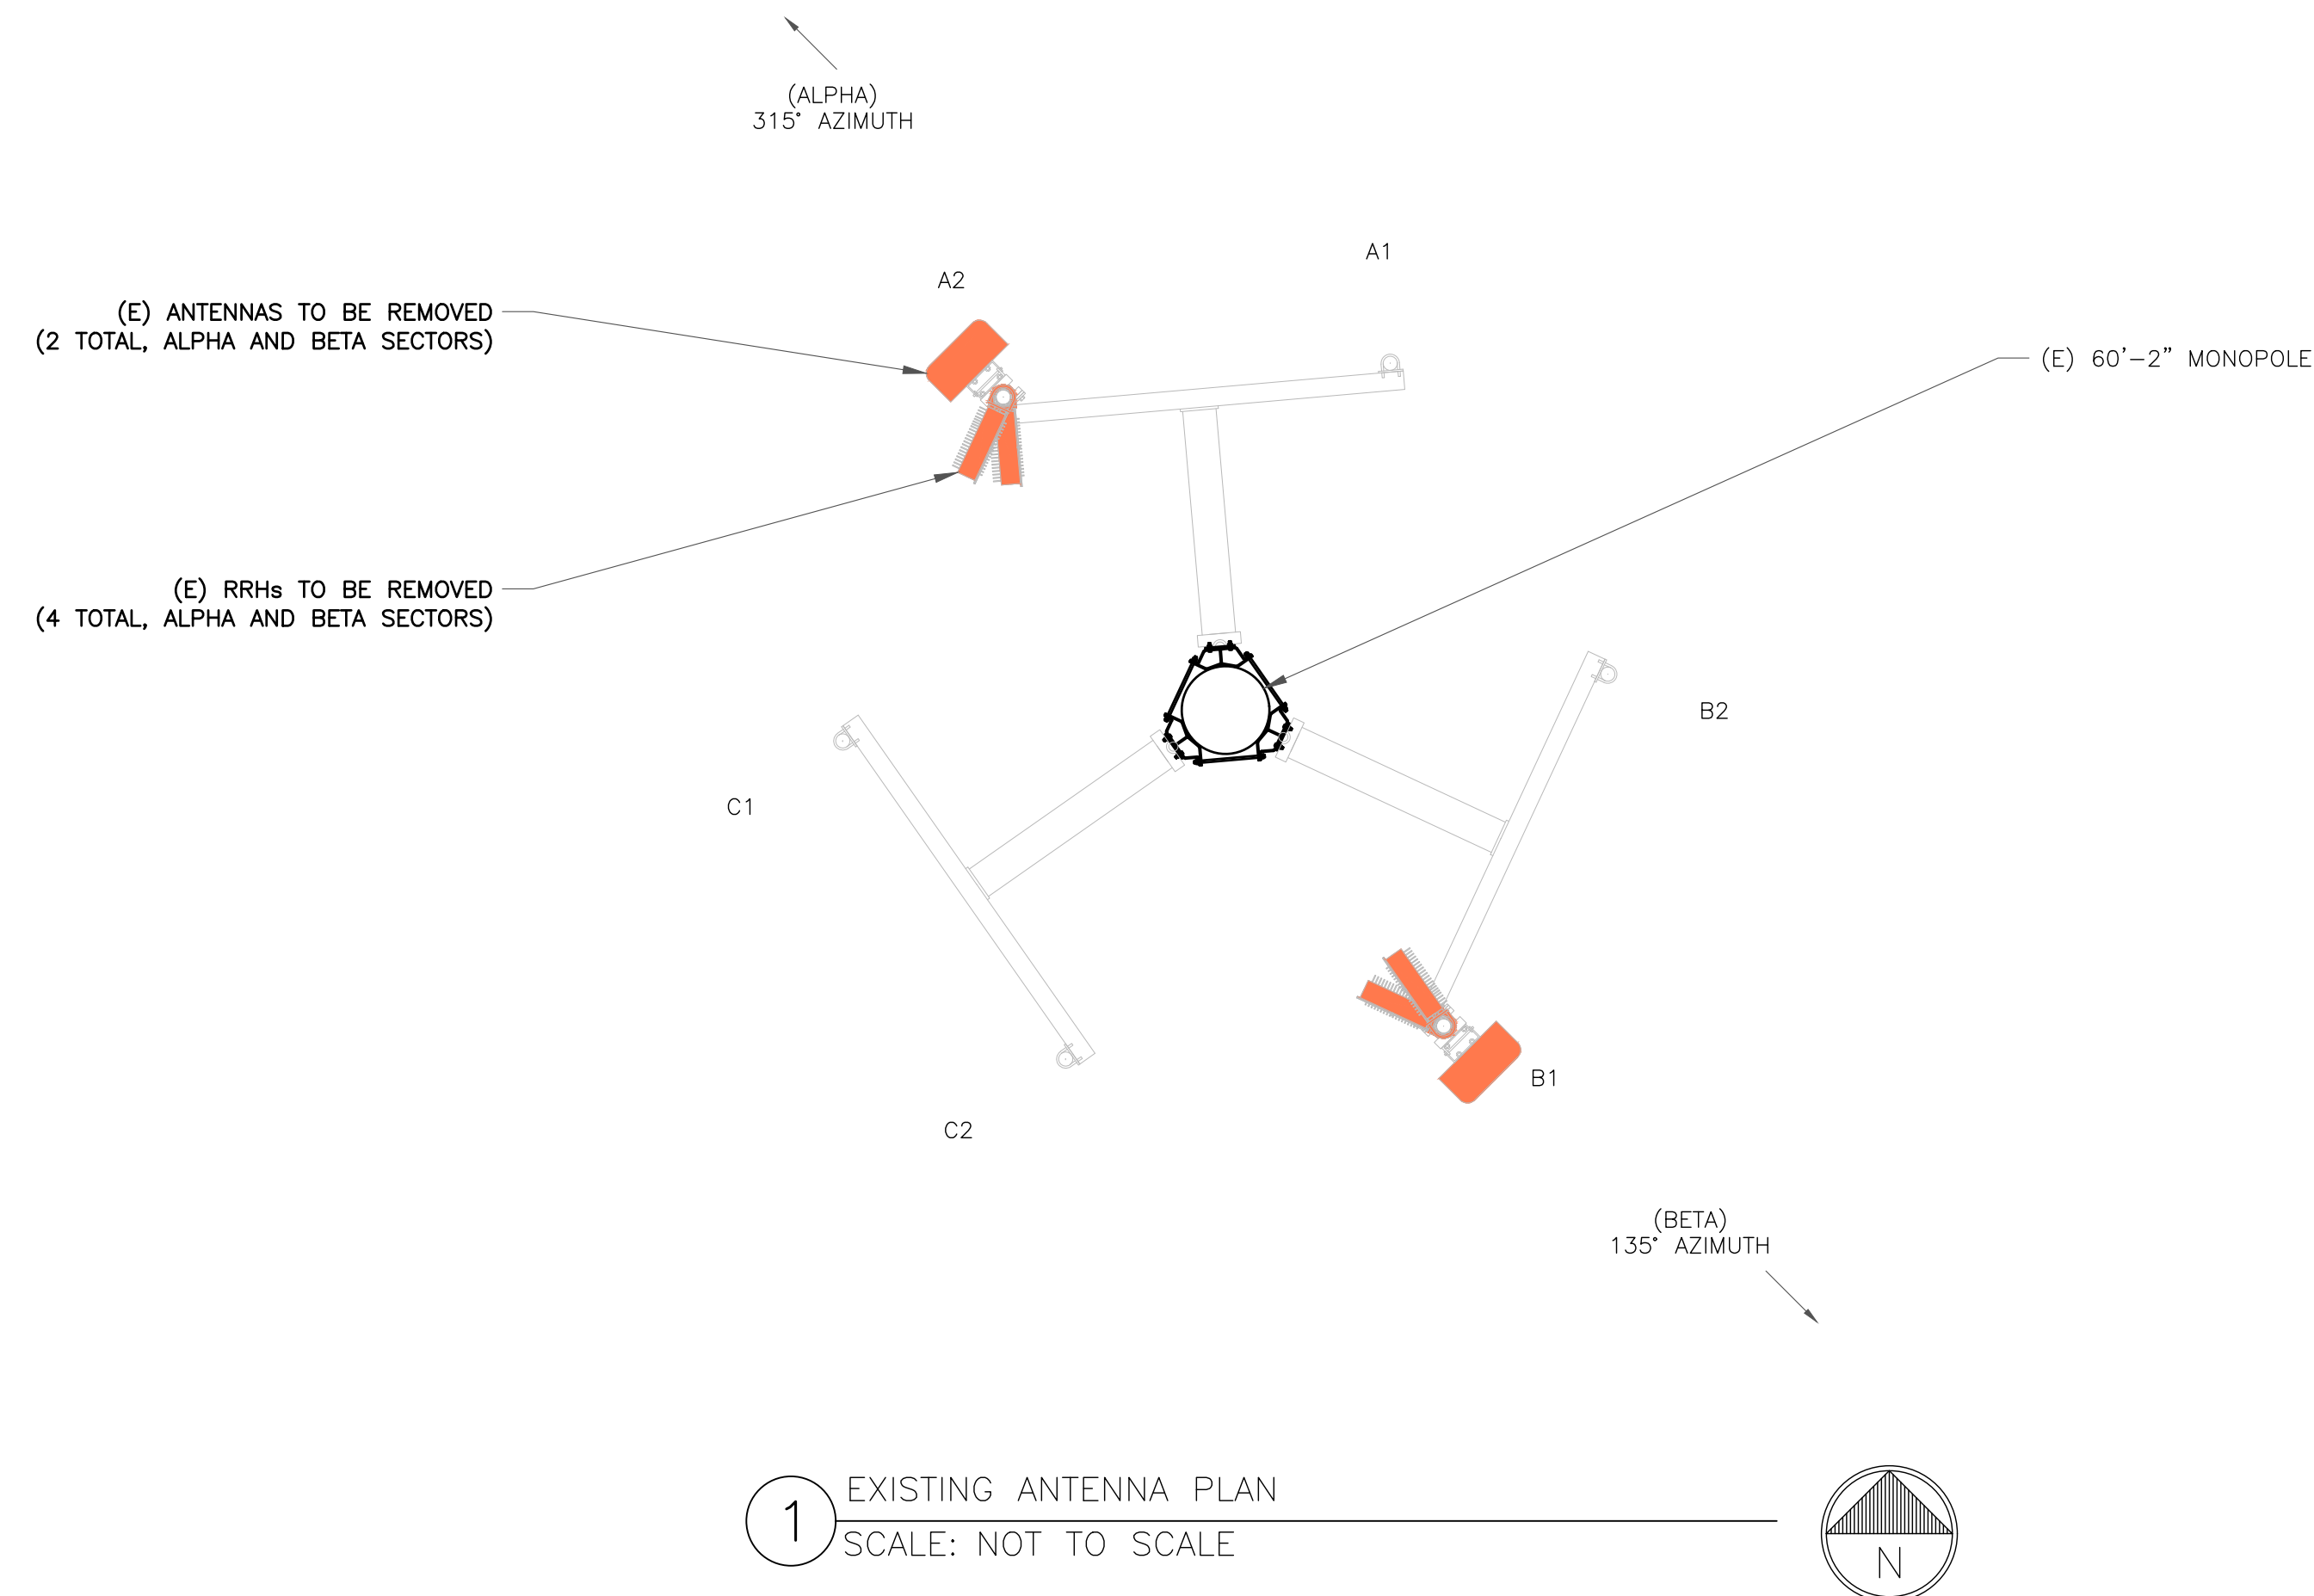 (ALPHA)
315° AZIMUTH
A1
A2
(E) ANTENNAS TO BE REMOVED
(2 TOTAL, ALPHA AND BETA SECTORS)
(E) 60'-2" MONOPOLE
(E) RRHs TO BE REMOVED
(4 TOTAL, ALPHA AND BETA SECTORS)
B2
C1
B1
C2
(BETA)
135° AZIMUTH
1
EXISTING ANTENNA PLAN
SCALE: NOT TO SCALE
N